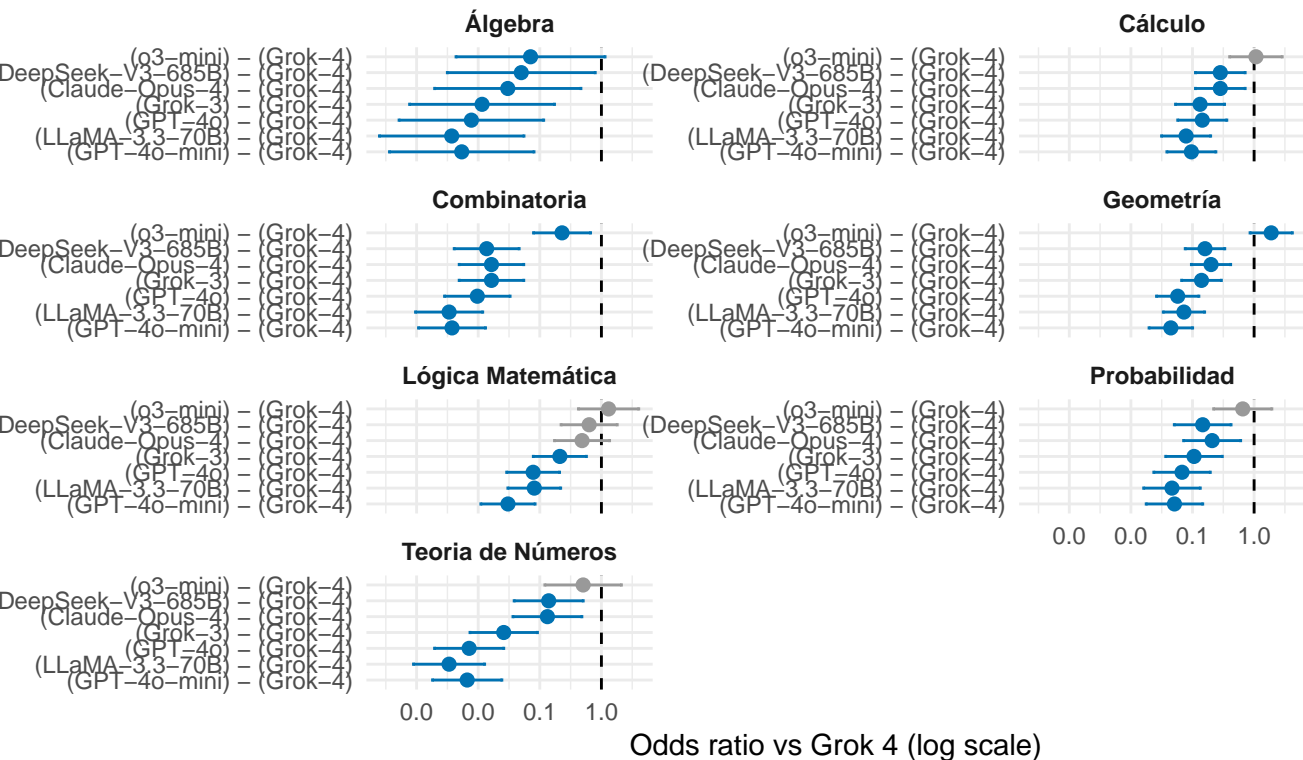 Álgebra
(o3−mini) − (Grok−4)
DeepSeek−V3−685B) − (Grok−4)
(Claude−Opus−4) − (Grok−4)
(Grok−3) − (Grok−4)
(GPT−4o) − (Grok−4)
(LLaMA−3.3−70B) − (Grok−4)
(GPT−4o−mini) − (Grok−4)
Cálculo
(o3−mini) − (Grok−4)
(DeepSeek−V3−685B) − (Grok−4)
(Claude−Opus−4) − (Grok−4)
(Grok−3) − (Grok−4)
(GPT−4o) − (Grok−4)
(LLaMA−3.3−70B) − (Grok−4)
(GPT−4o−mini) − (Grok−4)
Combinatoria
(o3−mini) − (Grok−4)
DeepSeek−V3−685B) − (Grok−4)
(Claude−Opus−4) − (Grok−4)
(Grok−3) − (Grok−4)
(GPT−4o) − (Grok−4)
(LLaMA−3.3−70B) − (Grok−4)
(GPT−4o−mini) − (Grok−4)
Geometría
(o3−mini) − (Grok−4)
(DeepSeek−V3−685B) − (Grok−4)
(Claude−Opus−4) − (Grok−4)
(Grok−3) − (Grok−4)
(GPT−4o) − (Grok−4)
(LLaMA−3.3−70B) − (Grok−4)
(GPT−4o−mini) − (Grok−4)
Lógica Matemática
(o3−mini) − (Grok−4)
DeepSeek−V3−685B) − (Grok−4)
(Claude−Opus−4) − (Grok−4)
(Grok−3) − (Grok−4)
(GPT−4o) − (Grok−4)
(LLaMA−3.3−70B) − (Grok−4)
(GPT−4o−mini) − (Grok−4)
Probabilidad
(o3−mini) − (Grok−4)
(DeepSeek−V3−685B) − (Grok−4)
(Claude−Opus−4) − (Grok−4)
(Grok−3) − (Grok−4)
(GPT−4o) − (Grok−4)
(LLaMA−3.3−70B) − (Grok−4)
(GPT−4o−mini) − (Grok−4)
0.0 0.0 0.1 1.0
Teoria de Números
(o3−mini) − (Grok−4)
DeepSeek−V3−685B) − (Grok−4)
(Claude−Opus−4) − (Grok−4)
(Grok−3) − (Grok−4)
(GPT−4o) − (Grok−4)
(LLaMA−3.3−70B) − (Grok−4)
(GPT−4o−mini) − (Grok−4)
0.0 0.0 0.1 1.0
Odds ratio vs Grok 4 (log scale)